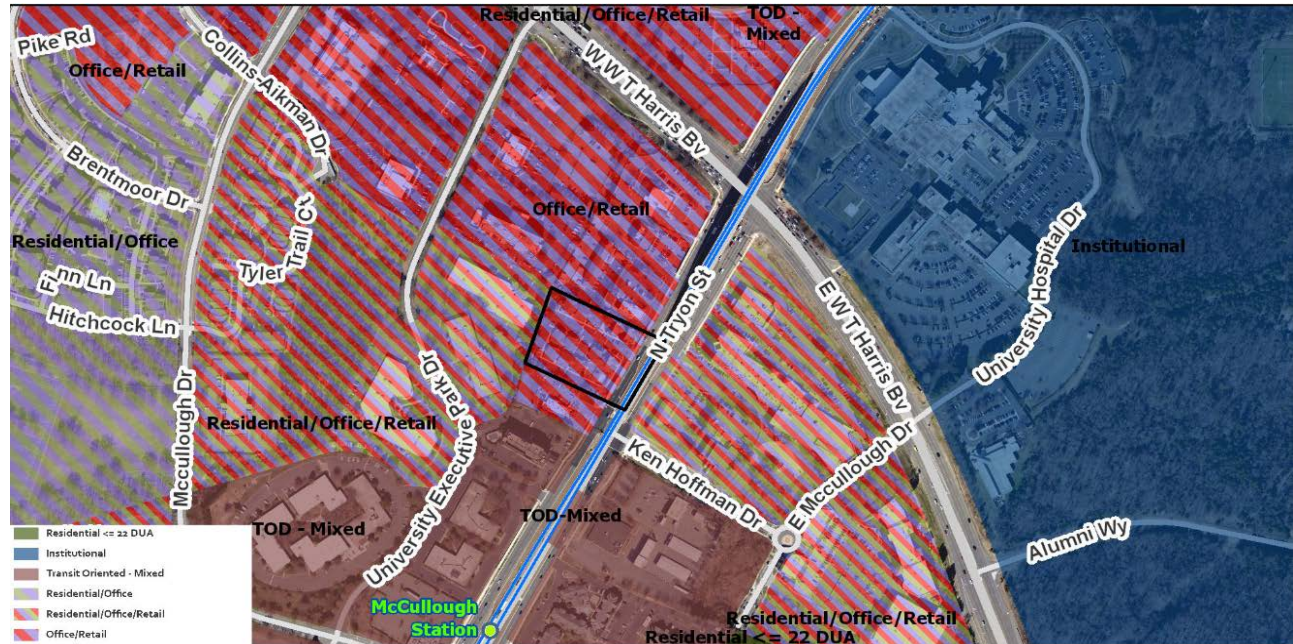 Residential/Office/Retail
TOD -
Mixed
Pike Rd
Office/Retail
Collins-Aikman Dr
W W T Harris Bv
Brentmoor Dr
Tyler Trail Ct
Office/Retail
Residential/Office
Finn Ln
Hitchcock Ln
Institutional
University Hospital Dr
N Tryon St
E W T Harris Bv
Mccullough Dr
University Executive Park Dr
Residential/Office/Retail
Ken Hoffman Dr
E Mccullough Dr
TOD - Mixed
TOD-Mixed
Alumni Wy
McCullough
Station
Residential/Office/Retail
Residential <= 22 DUA
Residential <= 22 DUA
Institutional
Transit Oriented - Mixed
Residential/Office
Residential/Office/Retail
Office/Retail